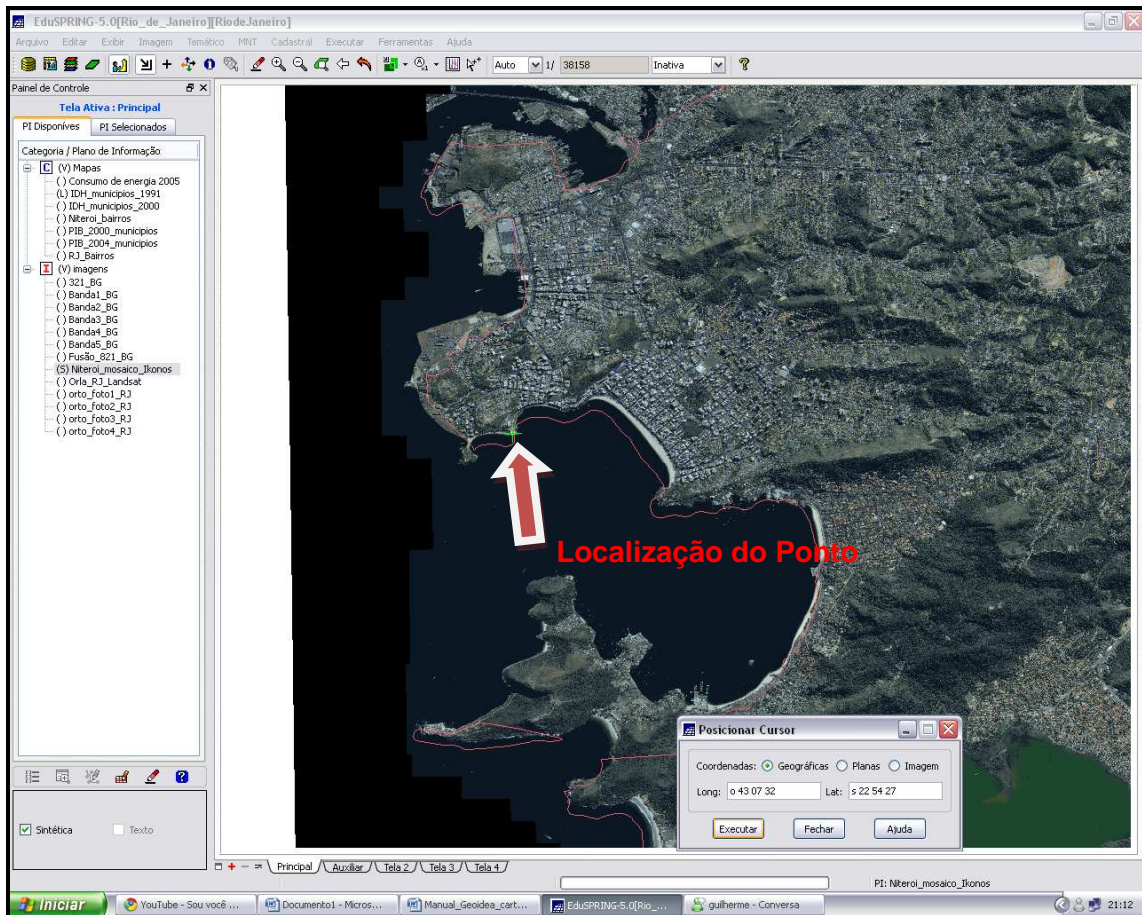 EduSPRING-5.0[Rio_de_Janeiro][RiodeJaneiro]
Arquivo Editar Exibir Imagem Temático MNT Cadastral Executar Ferramentas Ajuda
Auto 1/ 38158 Inativa
Painel de Controle
Tela Ativa : Principal
PI Disponíves PI Selecionados
Categoria / Plano de Informação
C (V) Mapas
( ) Consumo de energia 2005
(L) IDH_municipios_1991
( ) IDH_municipios_2000
( ) Niteroi_bairros
( ) PIB_2000_municipios
( ) PIB_2004_municipios
( ) RJ_Bairros
I (V) imagens
( ) 321_BG
( ) Banda1_BG
( ) Banda2_BG
( ) Banda3_BG
( ) Banda4_BG
( ) Banda5_BG
( ) Fusão_821_BG
(S) Niteroi_mosaico_Ikonos
( ) Orla_RJ_Landsat
( ) orto_foto1_RJ
( ) orto_foto2_RJ
( ) orto_foto3_RJ
( ) orto_foto4_RJ
Localização do Ponto
Posicionar Cursor
Coordenadas: Geográficas Planas Imagem
Long: o 43 07 32 Lat: s 22 54 27
Executar Fechar Ajuda
Sintética Texto
Principal Auxiliar Tela 2 Tela 3 Tela 4
PI: Niteroi_mosaico_Ikonos
Iniciar YouTube - Sou você ... Documento1 - Micros... Manual_Geoidea_cart... EduSPRING-5.0[Rio_... guilherme - Conversa 21:12